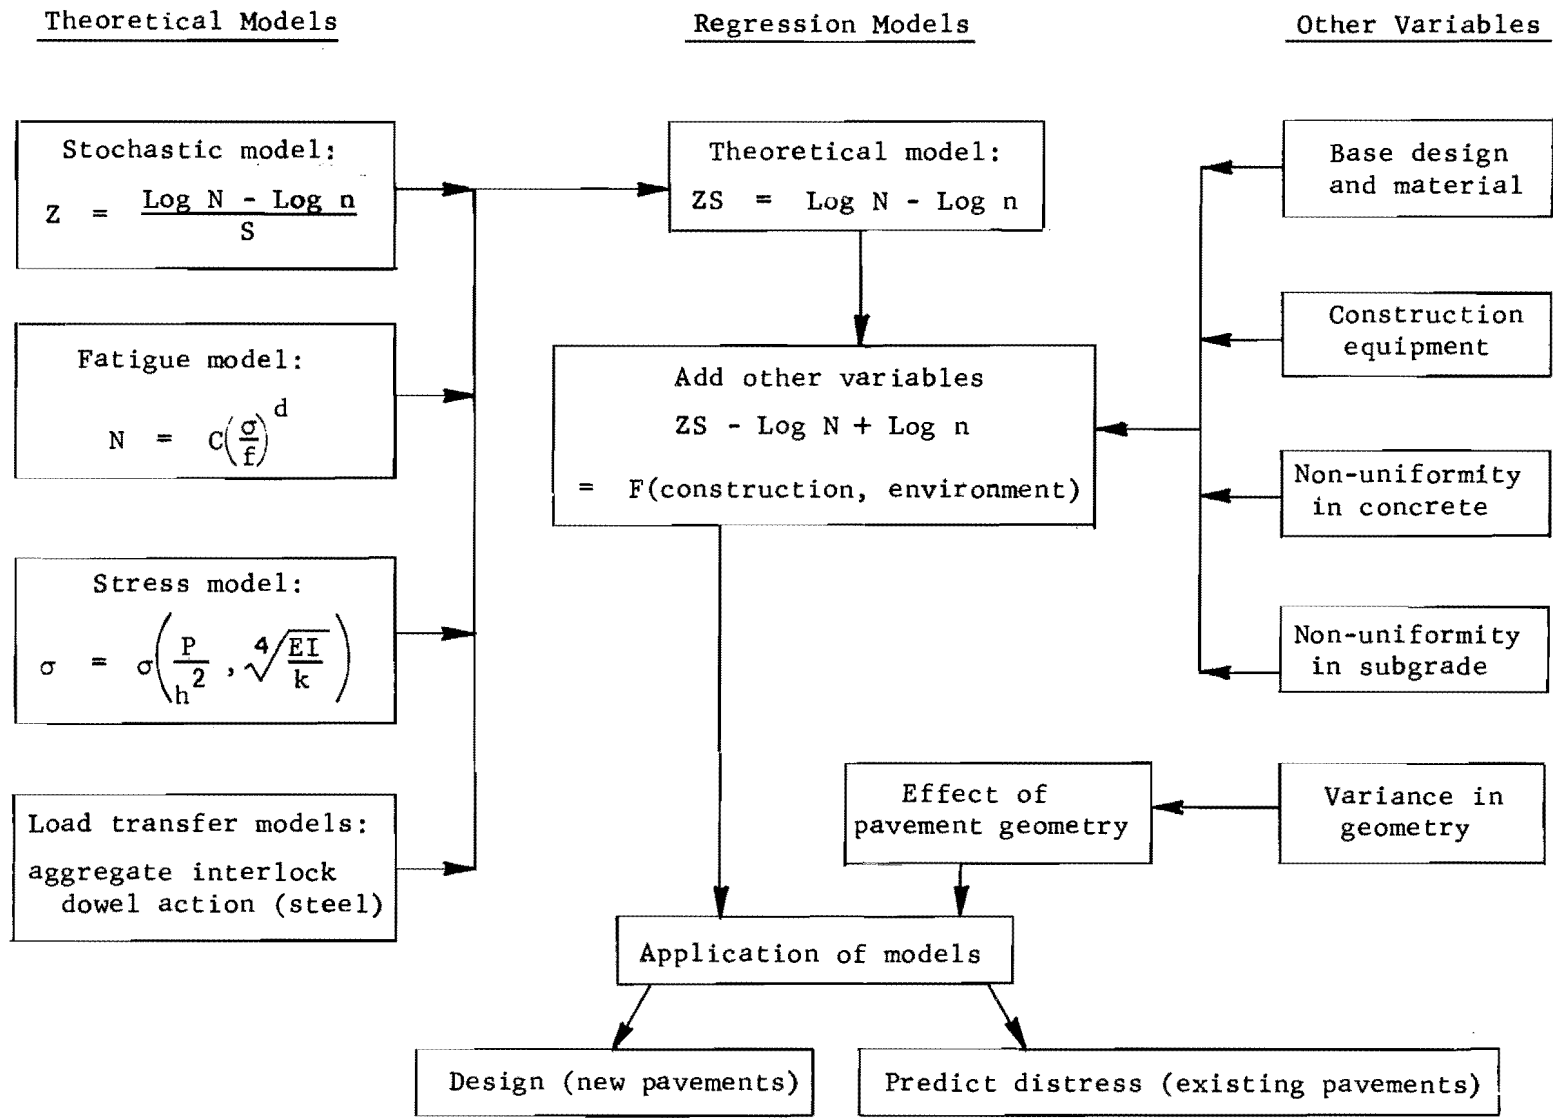 Theoretical Models
Regression Models
Other Variables
Stochastic model:
Z = (Log N - Log n) / S
Fatigue model:
N = C(σ/f)^d
Stress model:
σ = σ(P/h^2 , ∜(EI/k))
Load transfer models:
aggregate interlock
dowel action (steel)
Theoretical model:
ZS = Log N - Log n
Add other variables
ZS - Log N + Log n
= F(construction, environment)
Base design
and material
Construction
equipment
Non-uniformity
in concrete
Non-uniformity
in subgrade
Effect of
pavement geometry
Variance in
geometry
Application of models
Design (new pavements)
Predict distress (existing pavements)